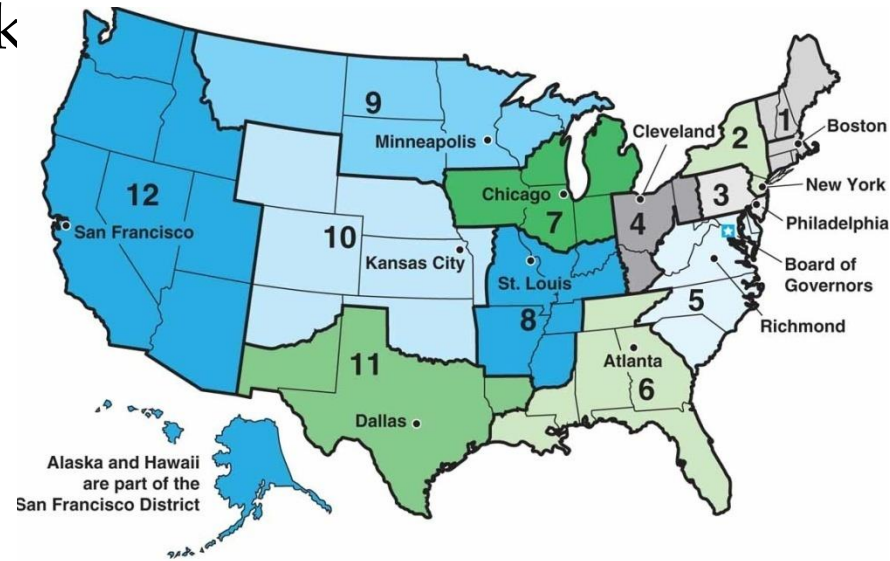 k
9
Minneapolis
12
San Francisco
10
Kansas City
Chicago
7
St. Louis
8
Cleveland
4
2
1
Boston
New York
3
Philadelphia
Board of
Governors
5
Richmond
Atlanta
6
11
Dallas
Alaska and Hawaii
are part of the
San Francisco District